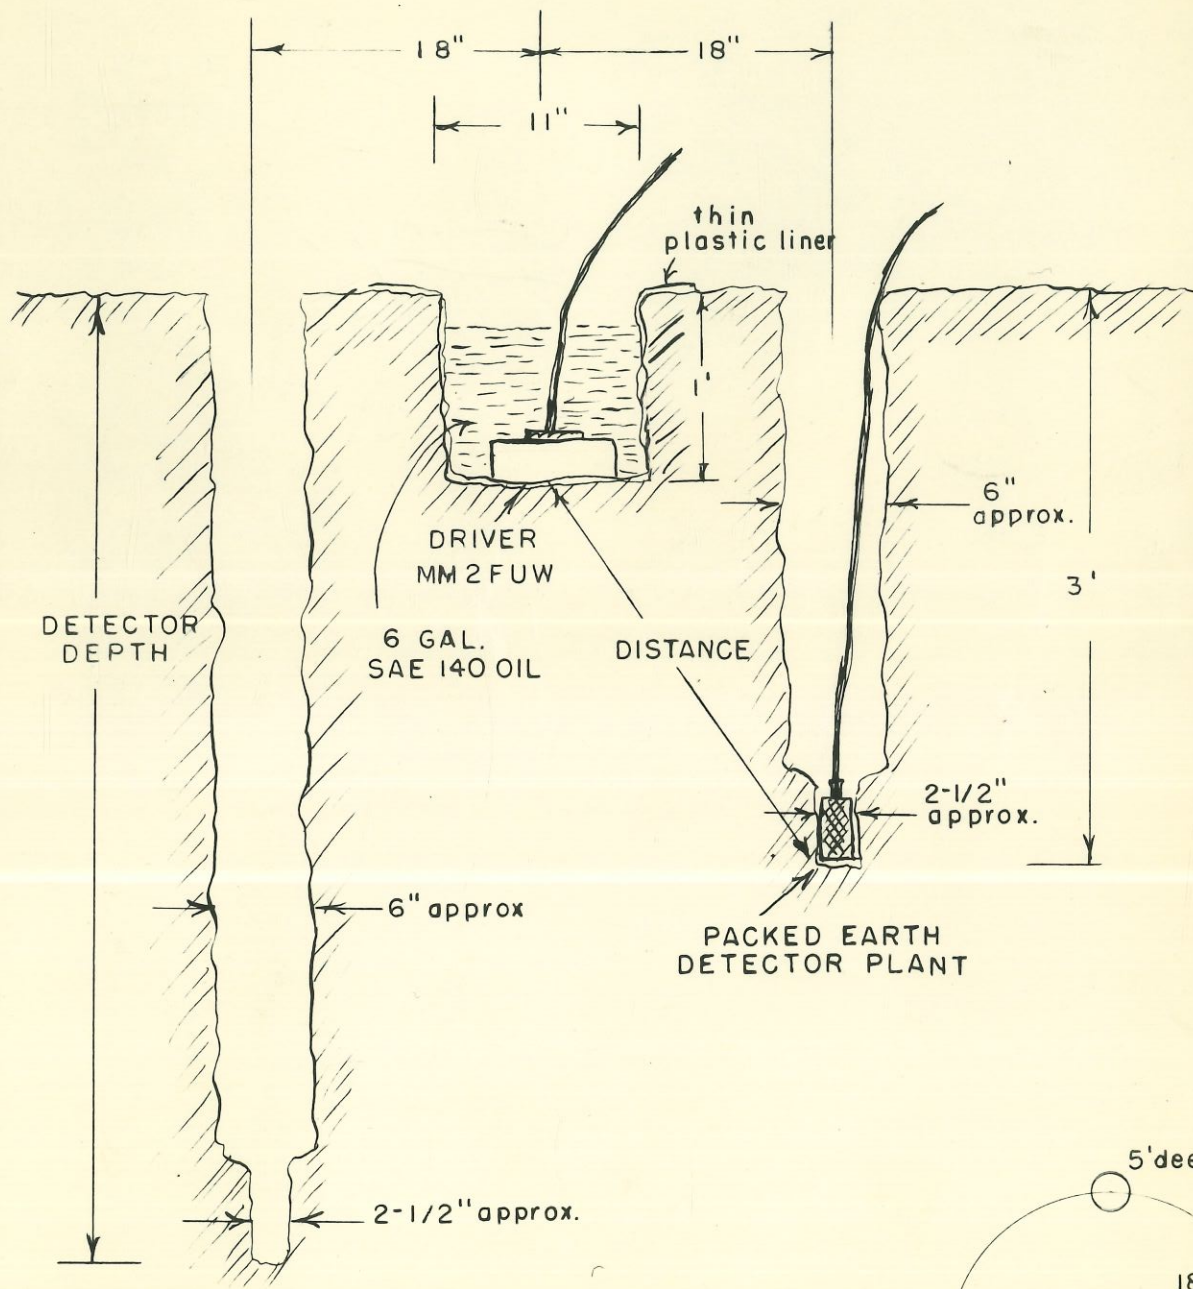 18"
18"
11"
thin
plastic liner
1'
6"
approx.
DRIVER
MM2FUW
3'
DETECTOR
DEPTH
6 GAL.
SAE 140 OIL
DISTANCE
2-1/2"
approx.
6" approx
PACKED EARTH
DETECTOR PLANT
5' dee
2-1/2" approx.
18